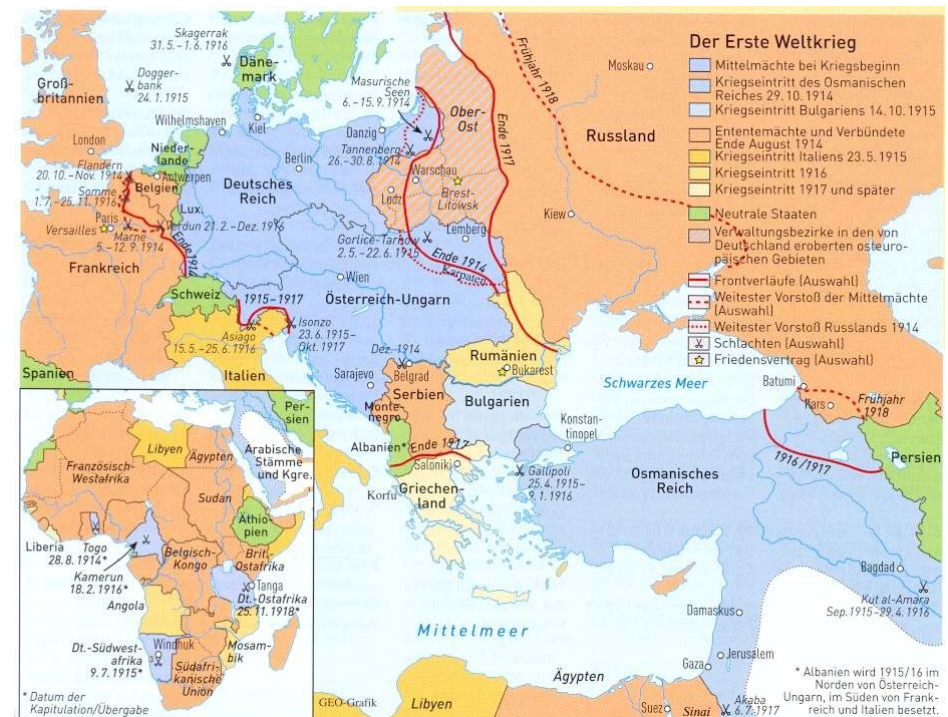 Der Erste Weltkrieg
Mittelmächte bei Kriegsbeginn
Kriegseintritt des Osmanischen
Reiches 29.10.1914
Kriegseintritt Bulgariens 14.10.1915
Ententemächte und Verbündete
Ende August 1914
Kriegseintritt Italiens 23.5.1915
Kriegseintritt 1916
Kriegseintritt 1917 und später
Neutrale Staaten
Verwaltungsbezirke in den von
Deutschland eroberten osteuro-
päischen Gebieten
Frontverläufe (Auswahl)
Weitester Vorstoß der Mittelmächte
(Auswahl)
Weitester Vorstoß Russlands 1914
Schlachten (Auswahl)
Friedensvertrag (Auswahl)
Skagerrak
31.5.-1.6.1916
Däne-
mark
Groß-
britannien
Dogger-
bank
24.1.1915
Masurische
Seen
6.-15.9.1914
Frühjahr 1918
Moskau
Wilhelmshaven
Kiel
Danzig
Ober-
Ost
Ende 1917
Russland
London
Nieder-
lande
Tannenberg
26.-30.8.1914
Flandern
20.10.-Nov. 1914
Antwerpen
Belgien
Berlin
Deutsches
Reich
Warschau
Lodz
Brest-
Litowsk
Somme
1.7.-25.11.1916
Lux.
Paris
Versailles
Verdun 21.2.-Dez. 1916
Marne
5.-12.9.1914
Ende 1914
Lemberg
Kiew
Gorlice-Tarnów
2.5.-22.6.1915
Ende 1914
Karpaten
Frankreich
Wien
Schweiz
1915-1917
Österreich-Ungarn
Asiago
15.5.-25.6.1916
Isonzo
23.6.1915-
Okt.1917
Dez. 1914
Rumänien
Bukarest
Spanien
Italien
Sarajevo
Belgrad
Serbien
Monte-
negro
Bulgarien
Schwarzes Meer
Batumi
Kars
Frühjahr
1918
Albanien*
Ende 1917
Saloniki
Konstan-
tinopel
Korfu
Griechen-
land
Gallipoli
25.4.1915-
9.1.1916
Osmanisches
Reich
1916/1917
Persien
Bagdad
Kut al-Amara
Sep.1915-29.4.1916
Damaskus
Mittelmeer
Jerusalem
Gaza
Ägypten
Libyen
Suez
Sinai
Akaba
6.7.1917
* Albanien wird 1915/16 im
Norden von Österreich-
Ungarn, im Süden von Frank-
reich und Italien besetzt.
GEO-Grafik
Per-
sien
Arabische
Stämme
und Kgre.
Libyen
Ägypten
Französisch-
Westafrika
Sudan
Äthio-
pien
Liberia
Togo
28.8.1914*
Kamerun
18.2.1916*
Belgisch-
Kongo
Brit.-
Ostafrika
Tanga
Dt.-Ostafrika
25.11.1918*
Angola
Dt.-Südwest-
afrika
9.7.1915*
Windhuk
Mosam-
bik
Südafri-
kanische
Union
* Datum der
Kapitulation/Übergabe